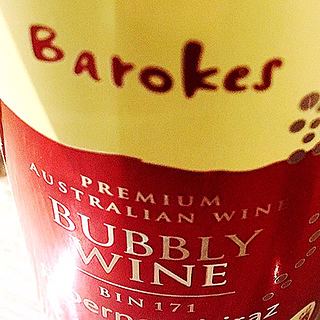 Barokes
PREMIUM
AUSTRALIAN WINE
BUBBLY
WINE
BIN 171